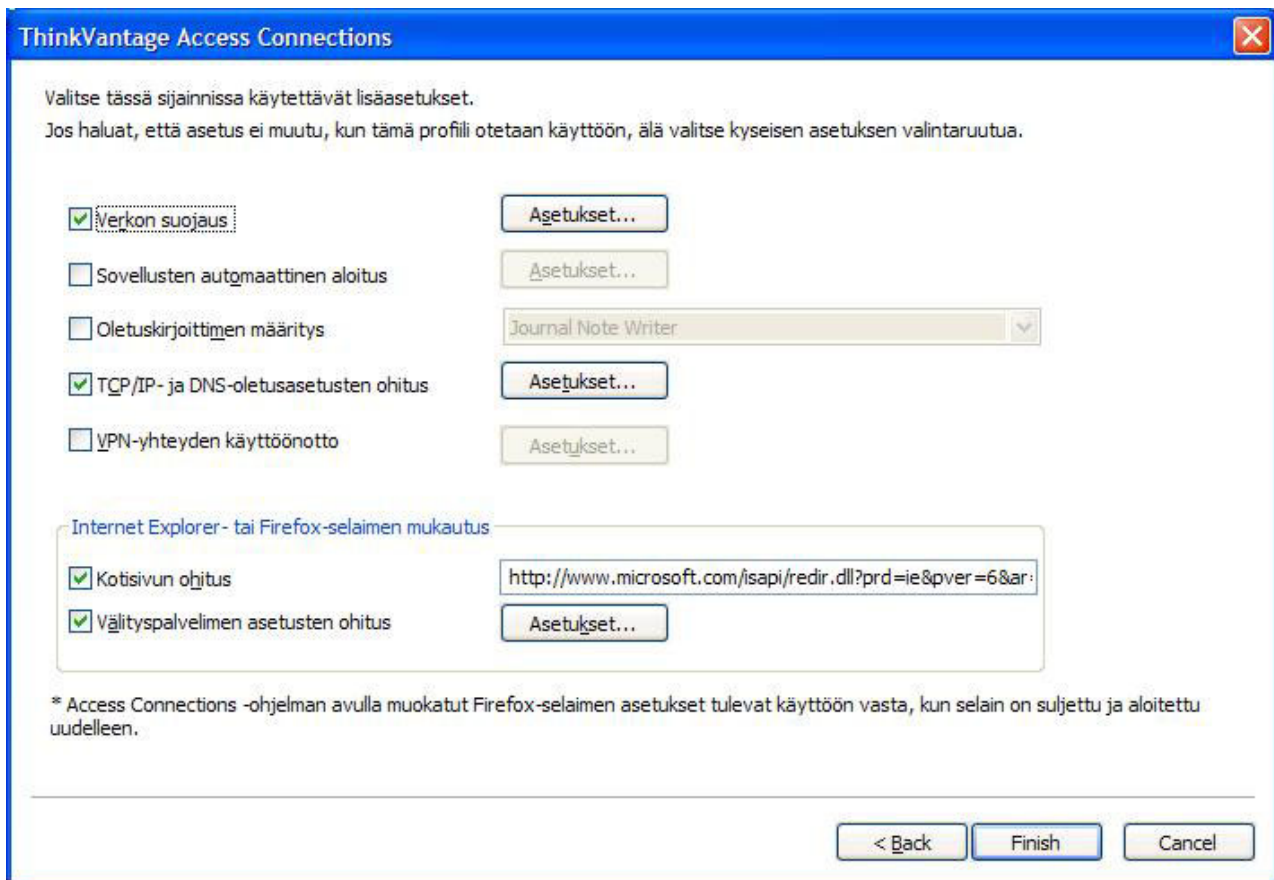 ThinkVantage Access Connections
Valitse tässä sijainnissa käytettävät lisäasetukset.
Jos haluat, että asetus ei muutu, kun tämä profiili otetaan käyttöön, älä valitse kyseisen asetuksen valintaruutua.
Verkon suojaus
Asetukset...
Sovellusten automaattinen aloitus
Asetukset...
Oletuskirjoittimen määritys
Journal Note Writer
TCP/IP- ja DNS-oletusasetusten ohitus
Asetukset...
VPN-yhteyden käyttöönotto
Asetukset...
Internet Explorer- tai Firefox-selaimen mukautus
Kotisivun ohitus
http://www.microsoft.com/isapi/redir.dll?prd=ie&pver=6&ar=
Välityspalvelimen asetusten ohitus
Asetukset...
* Access Connections -ohjelman avulla muokatut Firefox-selaimen asetukset tulevat käyttöön vasta, kun selain on suljettu ja aloitettu
uudelleen.
< Back
Finish
Cancel